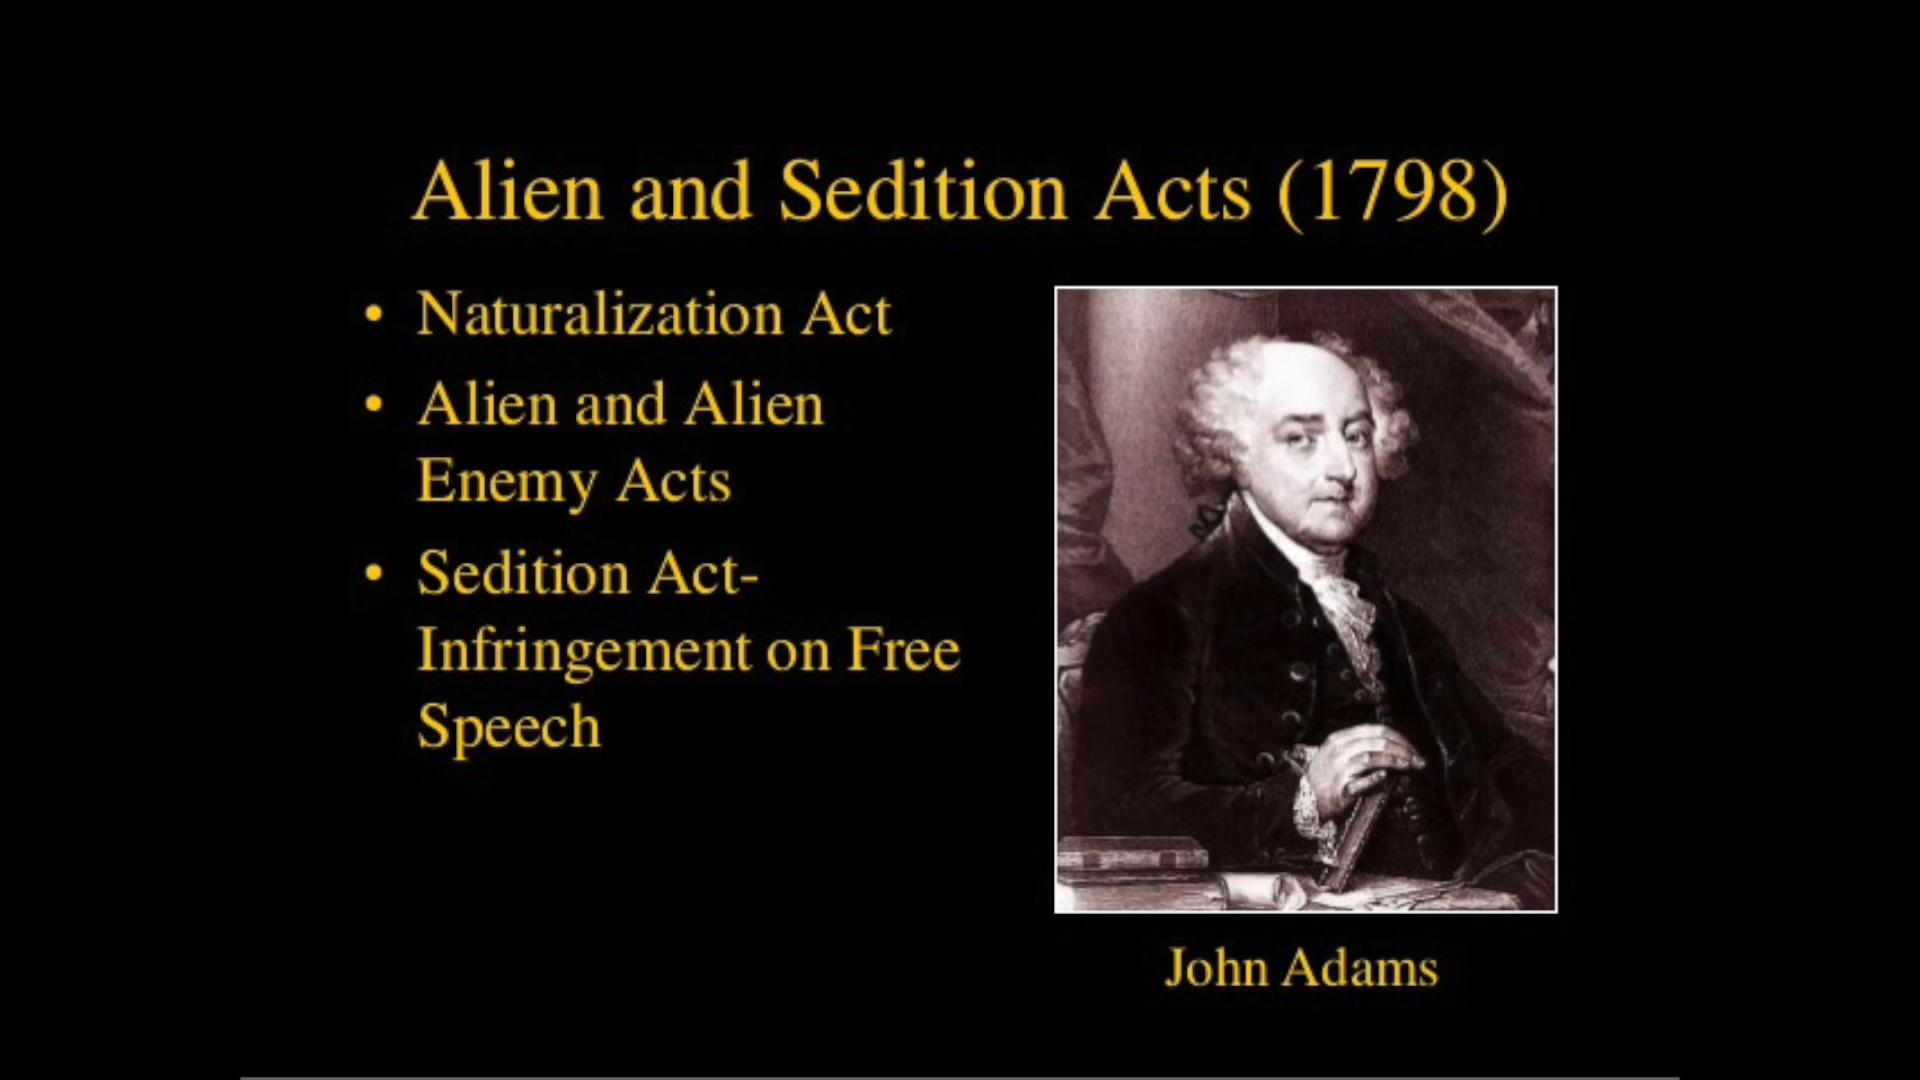 Alien and Sedition Acts (1798)
• Naturalization Act
• Alien and Alien
Enemy Acts
• Sedition Act-
Infringement on Free
Speech
John Adams